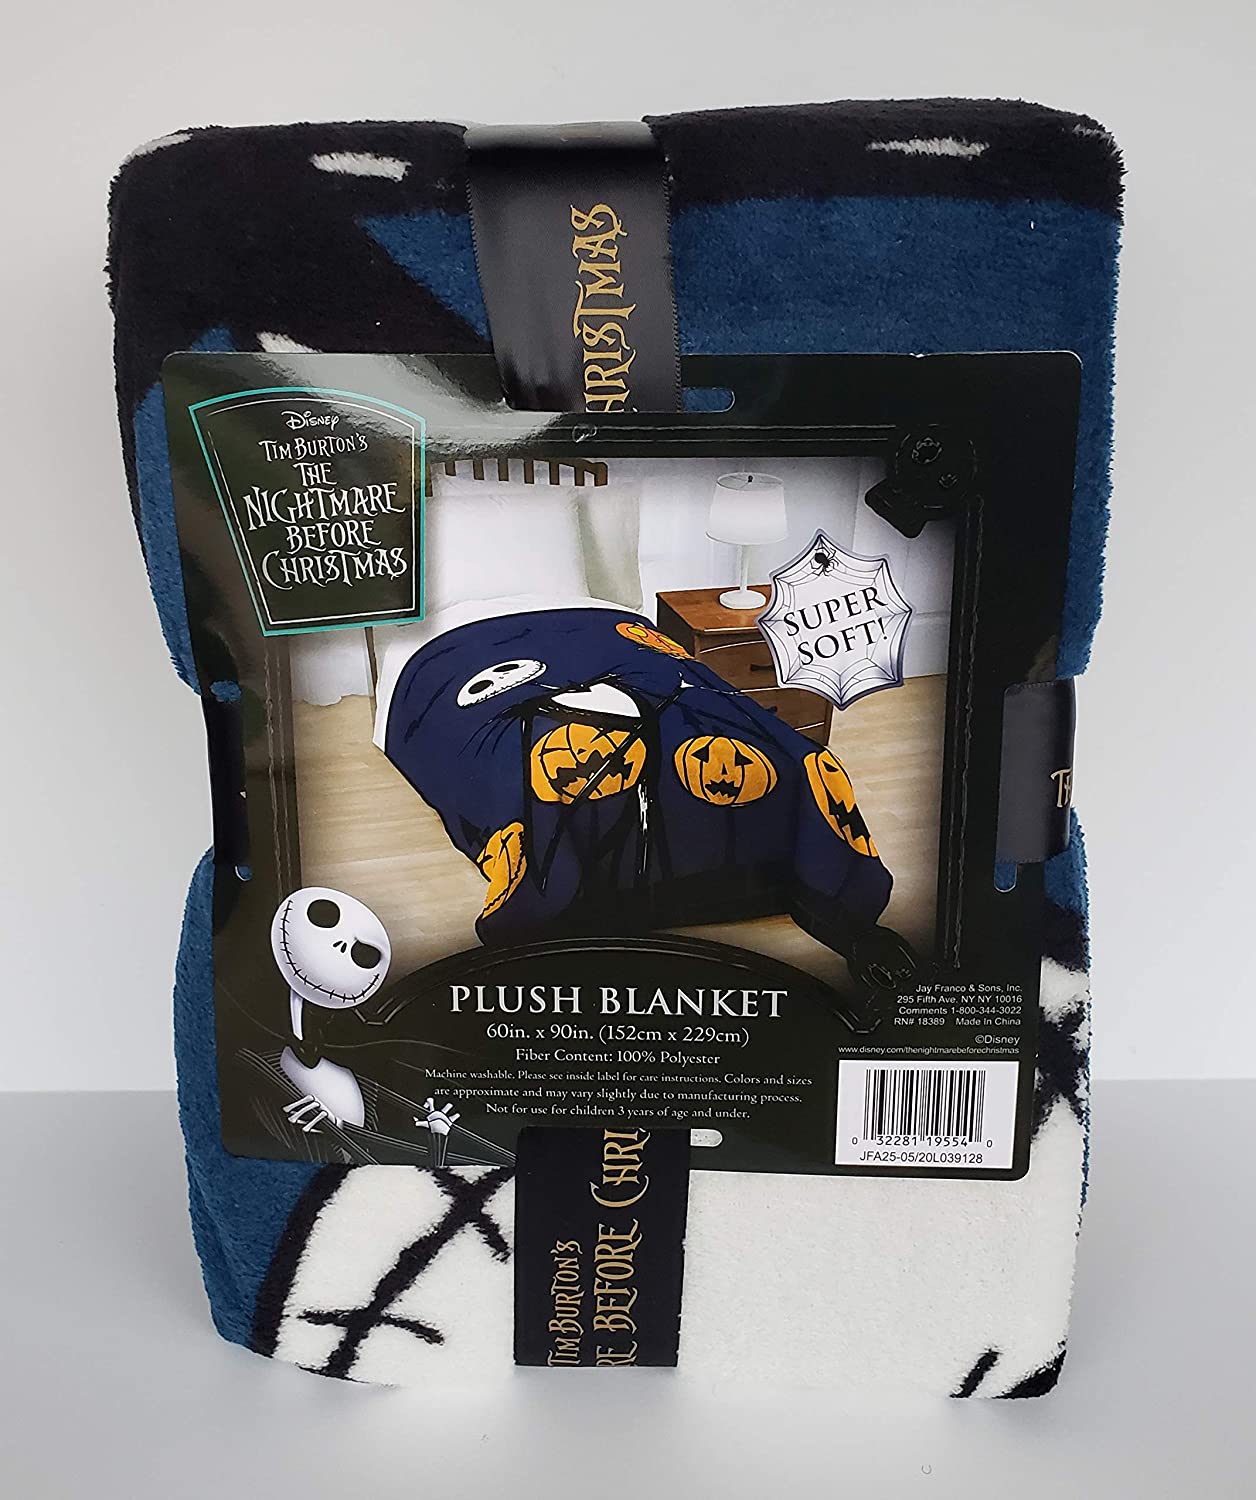 CHRISTMAS
DISNEY
TIM BURTON'S
THE
NIGHTMARE
BEFORE
CHRISTMAS
SUPER
SOFT!
PLUSH BLANKET
60in. x 90in. (152cm x 229cm)
Fiber Content: 100% Polyester
Machine washable. Please see inside label for care instructions. Colors and sizes
are approximate and may vary slightly due to manufacturing process.
Not for use for children 3 years of age and under.
Jay Franco & Sons, Inc.
295 Fifth Ave. NY NY 10016
Comments 1-800-344-3022
RN# 18389 Made in China
©Disney
www.disney.com/thenightmarebeforechristmas
0 32281 19554 0
JFA25-05/20L039128
TIM BURTON'S
BEFORE